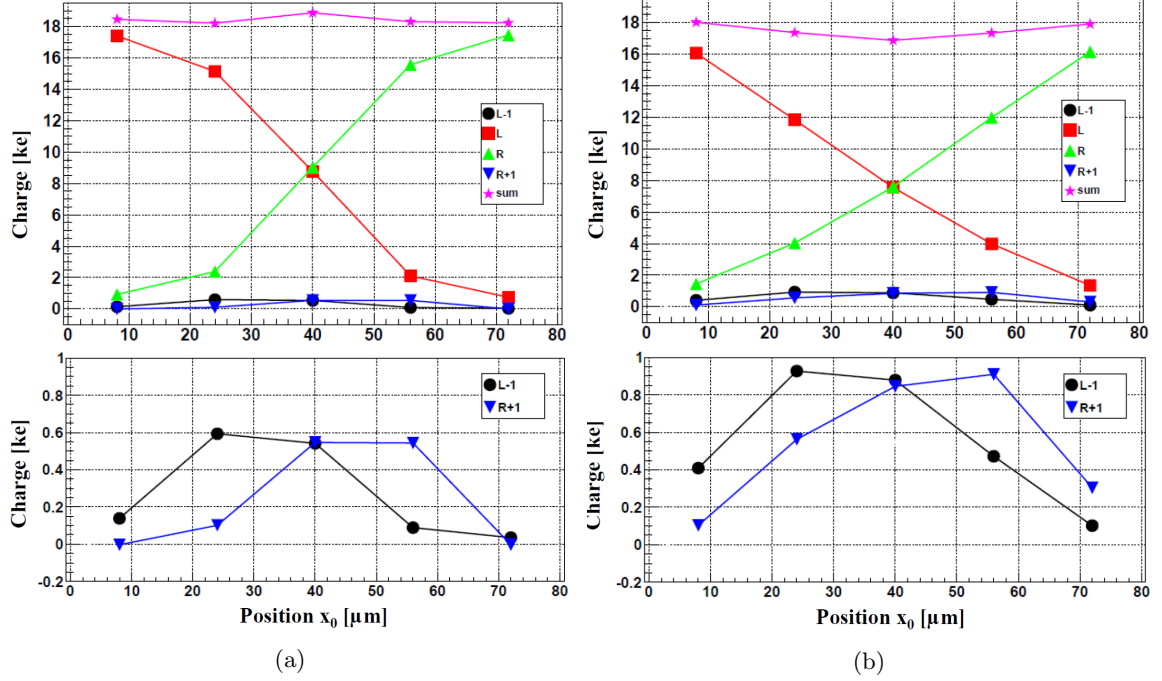 18
16
14
12
10
8
6
4
2
0
Charge [ke]
L-1
L
R
R+1
sum
0 10 20 30 40 50 60 70 80
1
0.8
0.6
0.4
0.2
0
-0.2
Charge [ke]
L-1
R+1
0 10 20 30 40 50 60 70 80
Position x₀ [µm]
(a)
18
16
14
12
10
8
6
4
2
0
Charge [ke]
L-1
L
R
R+1
sum
0 10 20 30 40 50 60 70 80
1
0.8
0.6
0.4
0.2
0
-0.2
Charge [ke]
L-1
R+1
0 10 20 30 40 50 60 70 80
Position x₀ [µm]
(b)